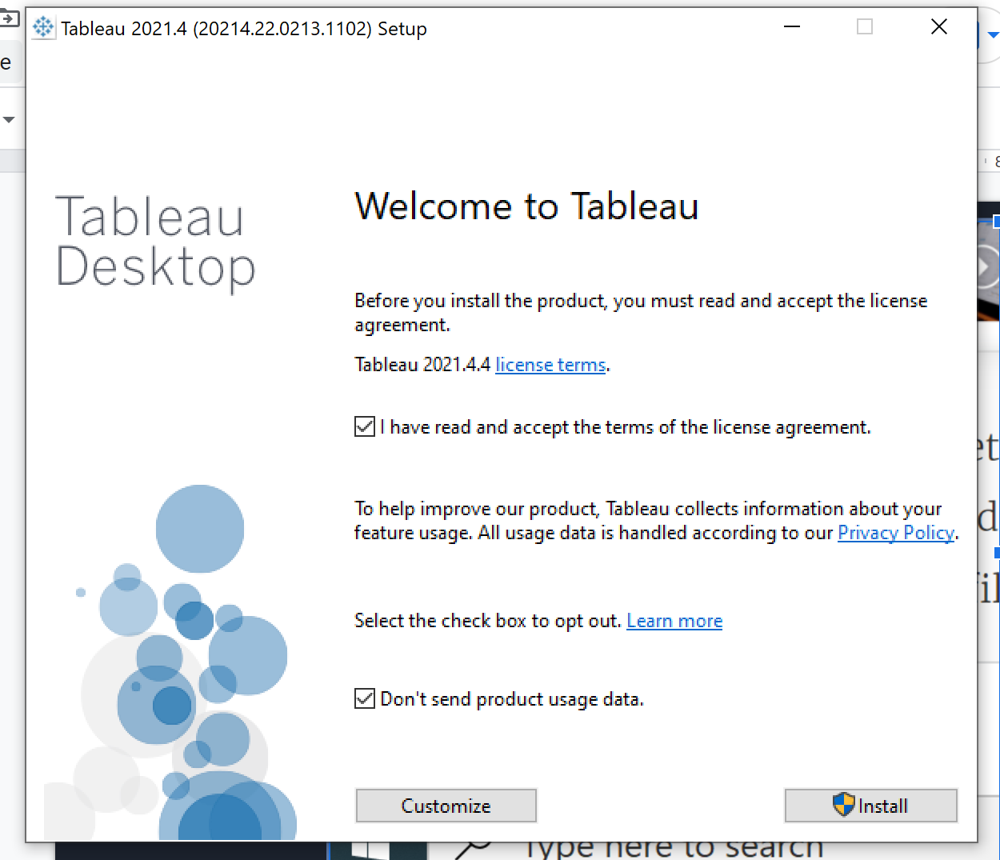 Tableau 2021.4 (20214.22.0213.1102) Setup
Tableau
Desktop
Welcome to Tableau
Before you install the product, you must read and accept the license
agreement.
Tableau 2021.4.4 license terms.
I have read and accept the terms of the license agreement.
To help improve our product, Tableau collects information about your
feature usage. All usage data is handled according to our Privacy Policy.
Select the check box to opt out. Learn more
Don't send product usage data.
Customize
Install
Type here to search